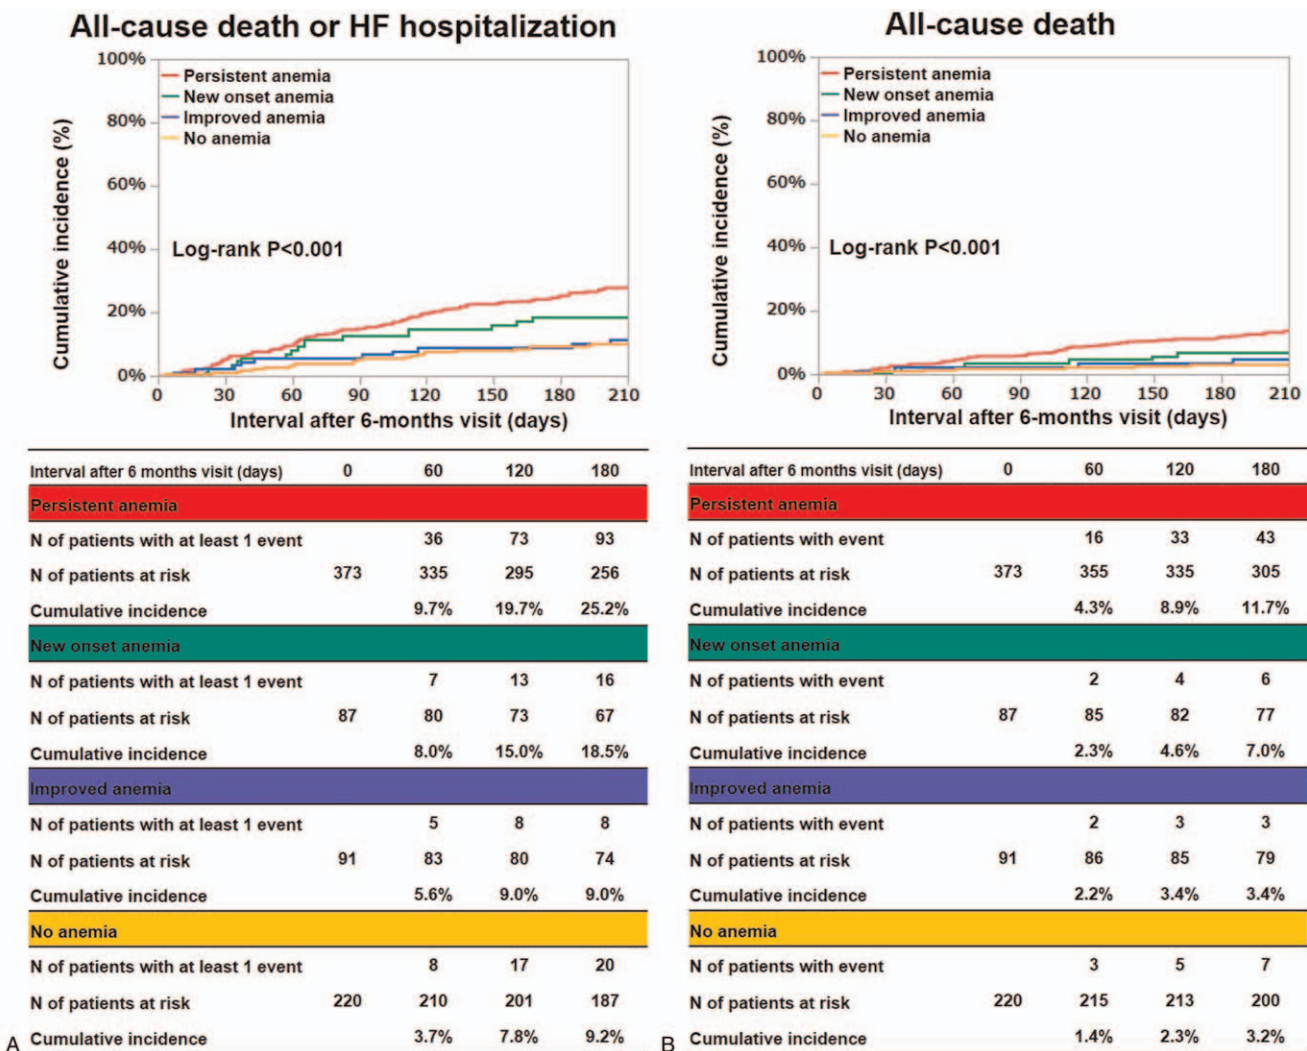 All-cause death or HF hospitalization
100%
80%
60%
40%
20%
0%
Cumulative incidence (%)
Persistent anemia
New onset anemia
Improved anemia
No anemia
Log-rank P<0.001
0 30 60 90 120 150 180 210
Interval after 6-months visit (days)
Interval after 6 months visit (days) 0 60 120 180
Persistent anemia
N of patients with at least 1 event 36 73 93
N of patients at risk 373 335 295 256
Cumulative incidence 9.7% 19.7% 25.2%
New onset anemia
N of patients with at least 1 event 7 13 16
N of patients at risk 87 80 73 67
Cumulative incidence 8.0% 15.0% 18.5%
Improved anemia
N of patients with at least 1 event 5 8 8
N of patients at risk 91 83 80 74
Cumulative incidence 5.6% 9.0% 9.0%
No anemia
N of patients with at least 1 event 8 17 20
N of patients at risk 220 210 201 187
Cumulative incidence 3.7% 7.8% 9.2%
A
All-cause death
100%
80%
60%
40%
20%
0%
Cumulative incidence (%)
Persistent anemia
New onset anemia
Improved anemia
No anemia
Log-rank P<0.001
0 30 60 90 120 150 180 210
Interval after 6-months visit (days)
Interval after 6 months visit (days) 0 60 120 180
Persistent anemia
N of patients with event 16 33 43
N of patients at risk 373 355 335 305
Cumulative incidence 4.3% 8.9% 11.7%
New onset anemia
N of patients with event 2 4 6
N of patients at risk 87 85 82 77
Cumulative incidence 2.3% 4.6% 7.0%
Improved anemia
N of patients with event 2 3 3
N of patients at risk 91 86 85 79
Cumulative incidence 2.2% 3.4% 3.4%
No anemia
N of patients with event 3 5 7
N of patients at risk 220 215 213 200
Cumulative incidence 1.4% 2.3% 3.2%
B